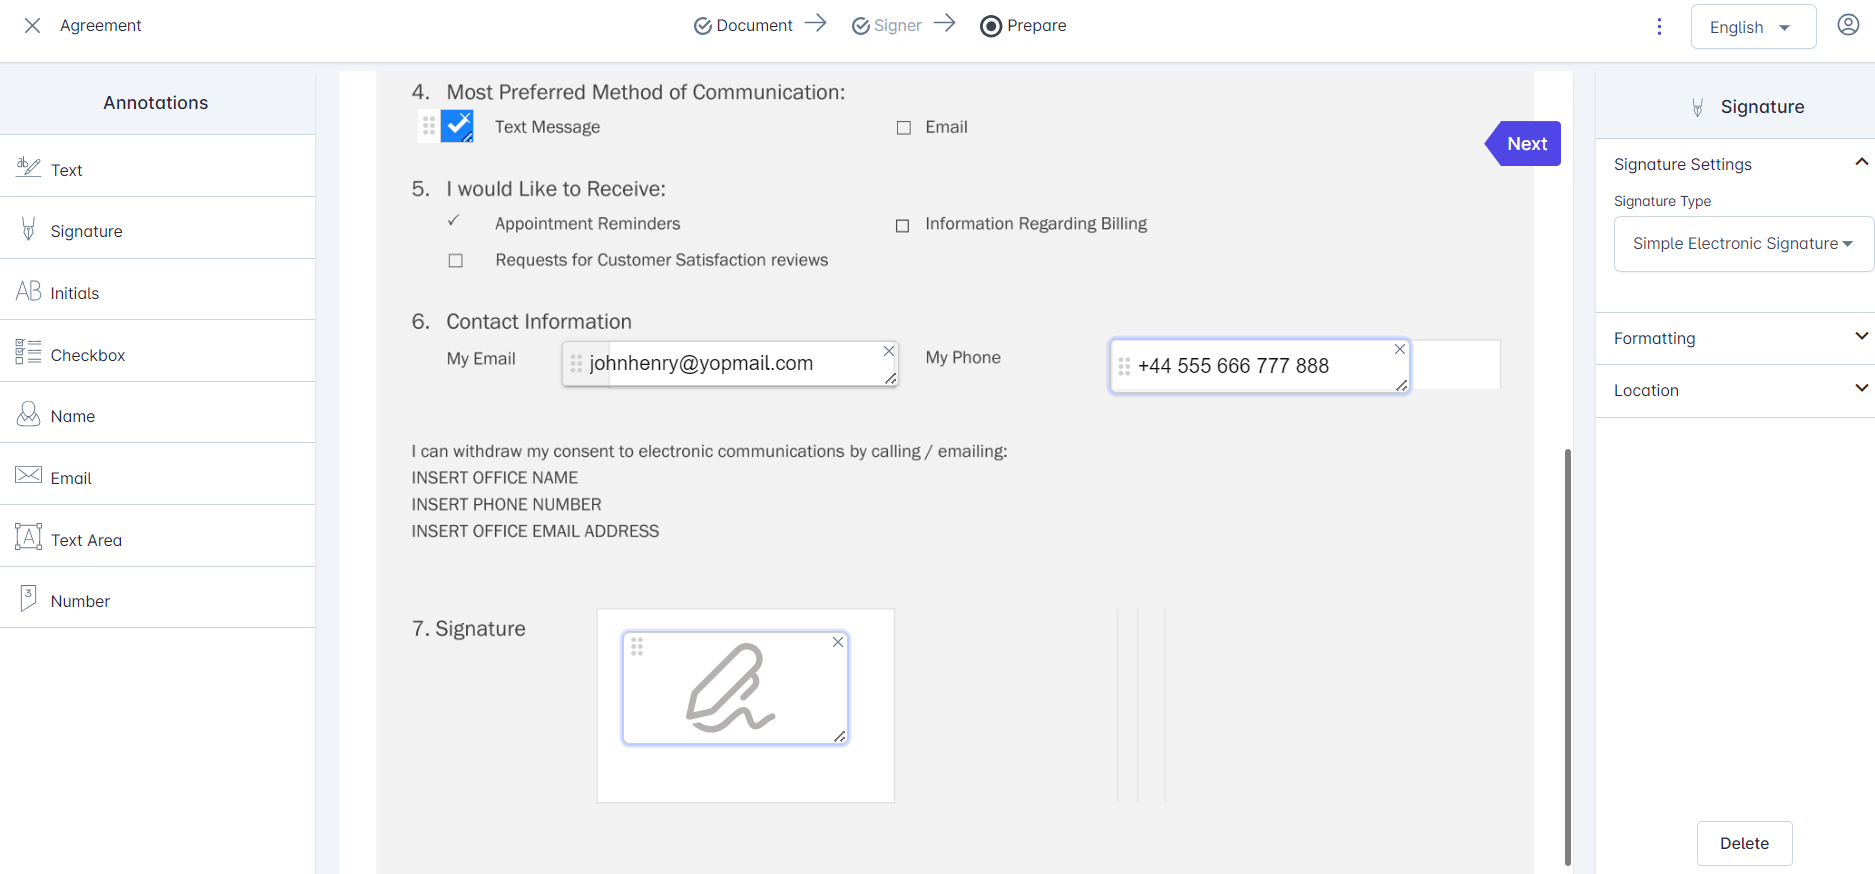 Agreement
Document
Signer
Prepare
English
Annotations
Text
Signature
Initials
Checkbox
Name
Email
Text Area
Number
4. Most Preferred Method of Communication:
Text Message
Email
Next
5. I would Like to Receive:
Appointment Reminders
Information Regarding Billing
Requests for Customer Satisfaction reviews
6. Contact Information
My Email
johnhenry@yopmail.com
My Phone
+44 555 666 777 888
I can withdraw my consent to electronic communications by calling / emailing:
INSERT OFFICE NAME
INSERT PHONE NUMBER
INSERT OFFICE EMAIL ADDRESS
7. Signature
Signature
Signature Settings
Signature Type
Simple Electronic Signature
Formatting
Location
Delete